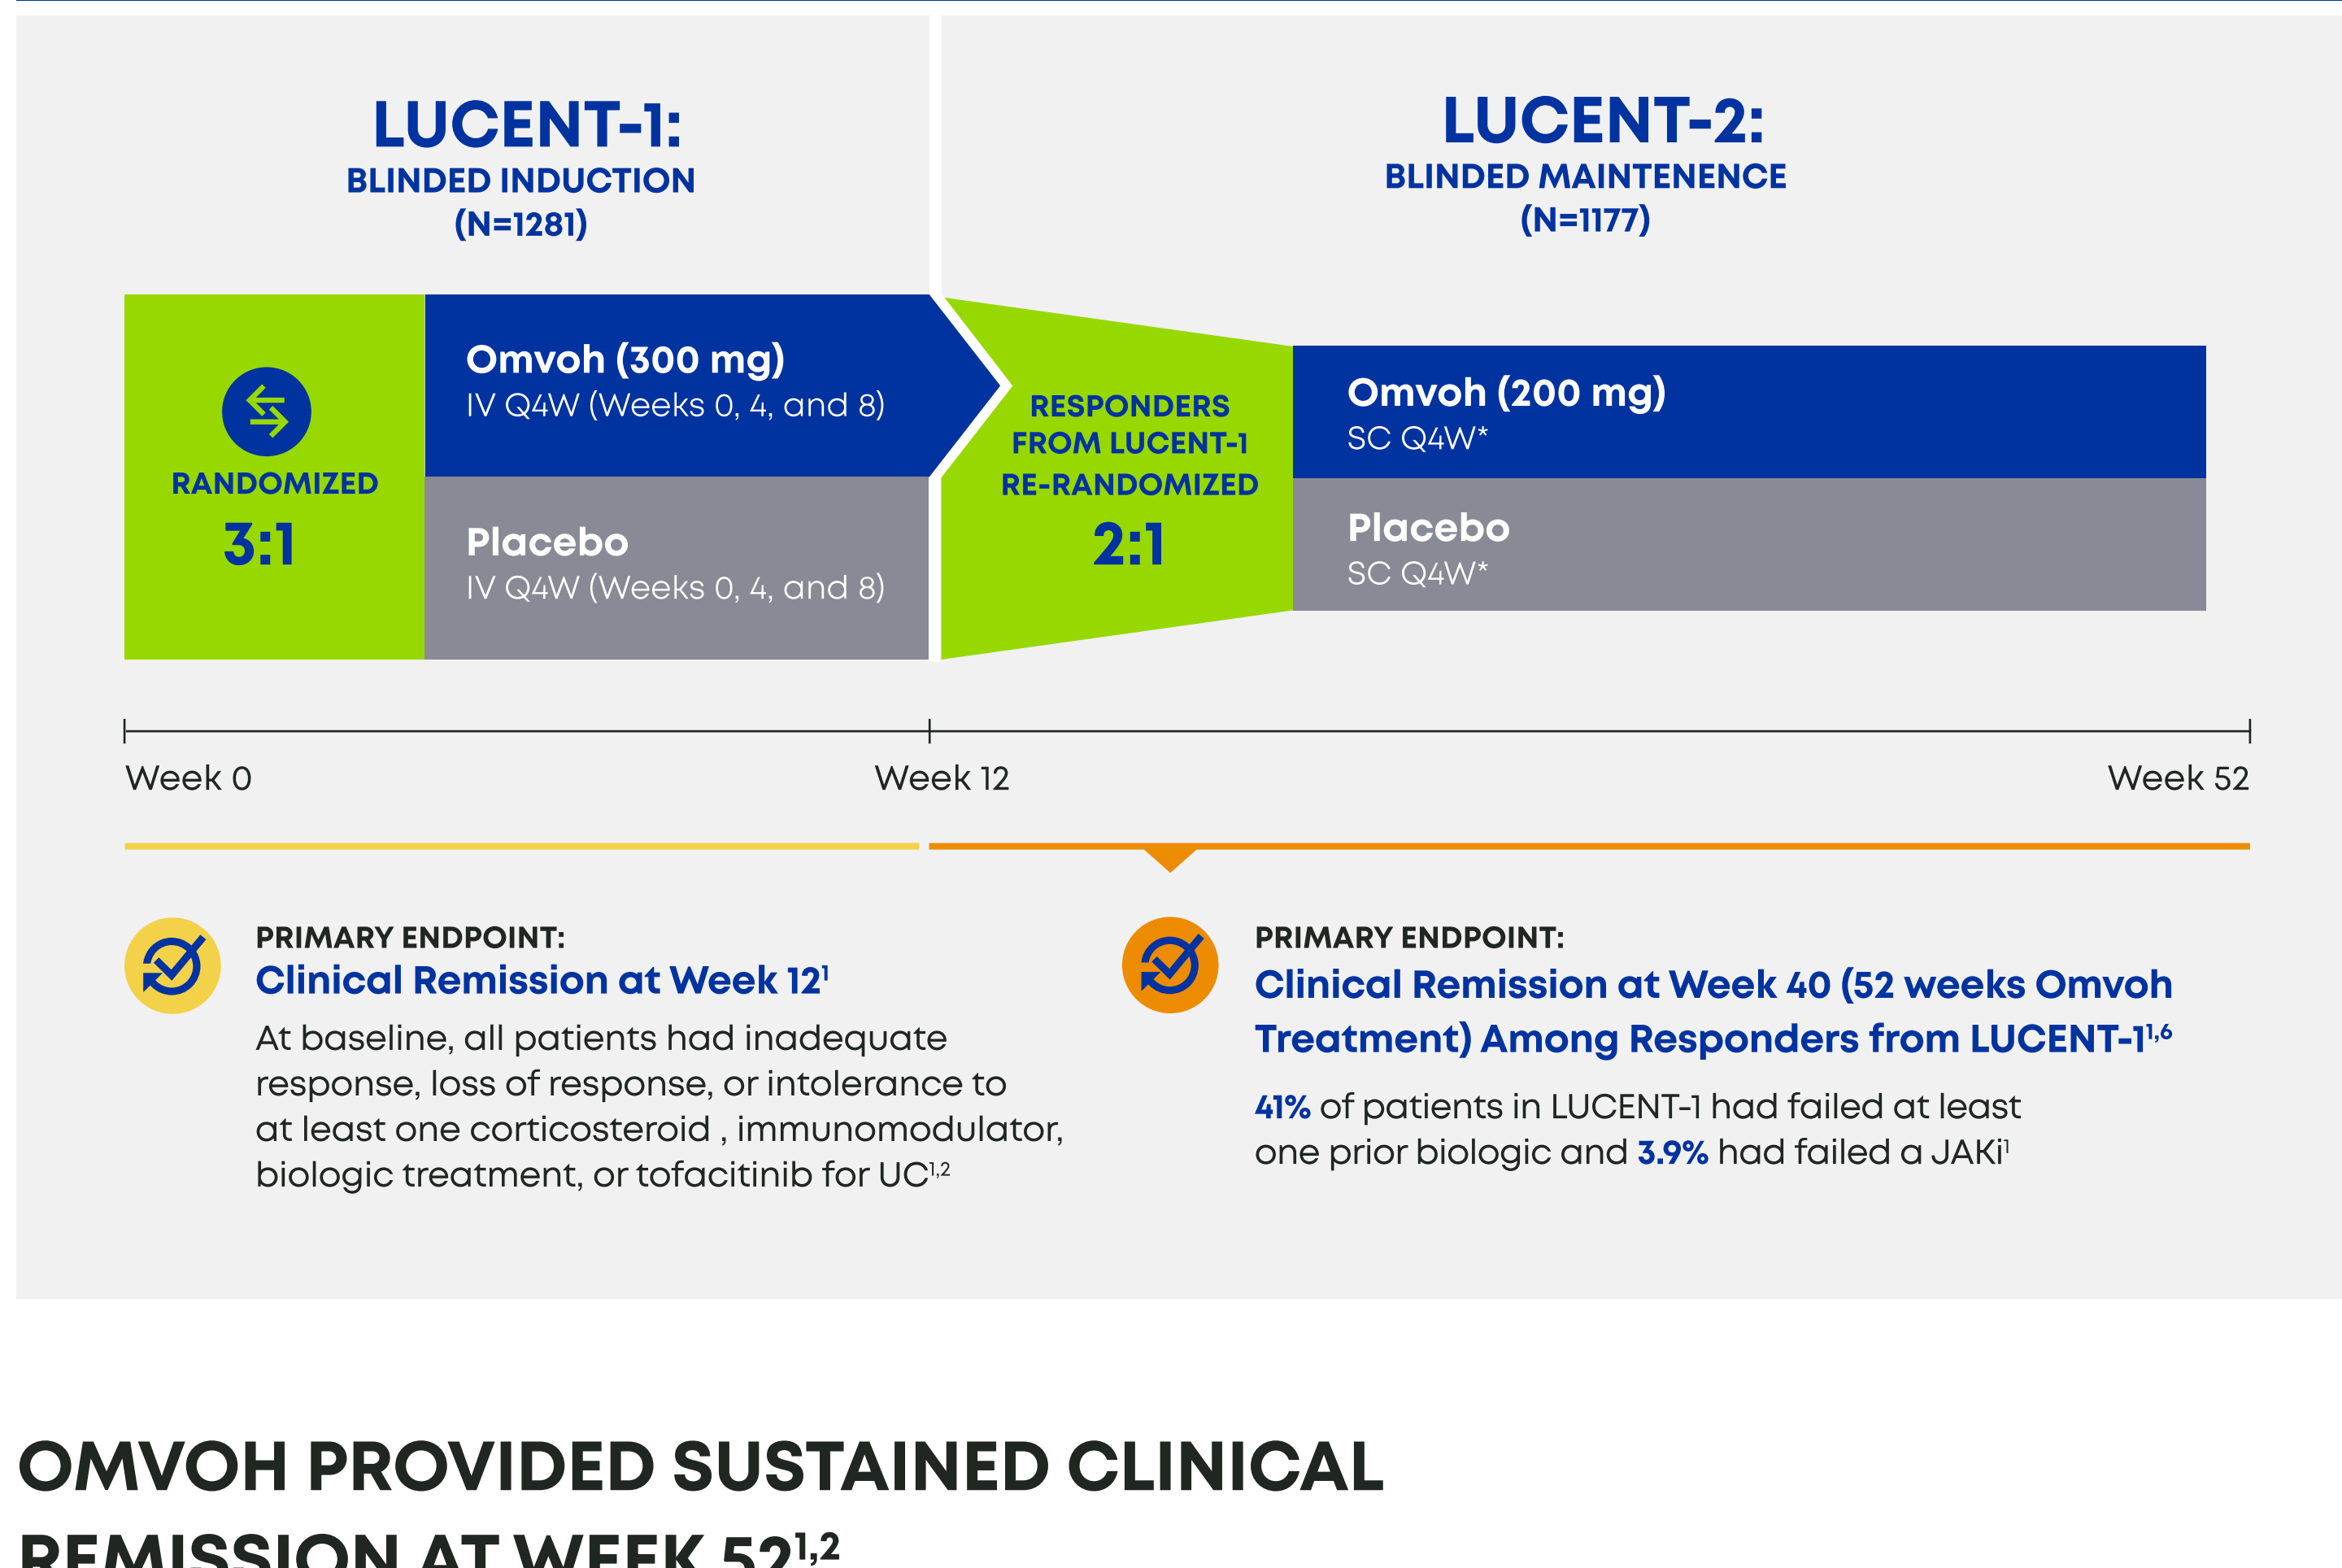 LUCENT-1:
BLINDED INDUCTION
(N=1281)
LUCENT-2:
BLINDED MAINTENENCE
(N=1177)
RANDOMIZED
3:1
Omvoh (300 mg)
IV Q4W (Weeks 0, 4, and 8)
Placebo
IV Q4W (Weeks 0, 4, and 8)
RESPONDERS
FROM LUCENT-1
RE-RANDOMIZED
2:1
Omvoh (200 mg)
SC Q4W*
Placebo
SC Q4W*
Week 0
Week 12
Week 52
PRIMARY ENDPOINT:
Clinical Remission at Week 12¹
At baseline, all patients had inadequate
response, loss of response, or intolerance to
at least one corticosteroid , immunomodulator,
biologic treatment, or tofacitinib for UC¹,²
PRIMARY ENDPOINT:
Clinical Remission at Week 40 (52 weeks Omvoh
Treatment) Among Responders from LUCENT-1¹,⁶
41% of patients in LUCENT-1 had failed at least
one prior biologic and 3.9% had failed a JAKi¹
OMVOH PROVIDED SUSTAINED CLINICAL
REMISSION AT WEEK 52¹,²